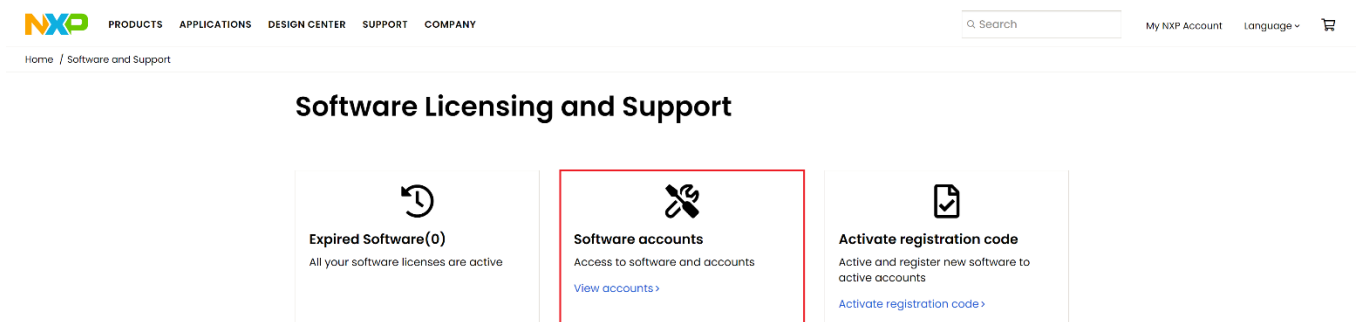 NXP PRODUCTS APPLICATIONS DESIGN CENTER SUPPORT COMPANY Search My NXP Account Language
Home / Software and Support
Software Licensing and Support
Expired Software(0)
All your software licenses are active
Software accounts
Access to software and accounts
View accounts >
Activate registration code
Active and register new software to
active accounts
Activate registration code >